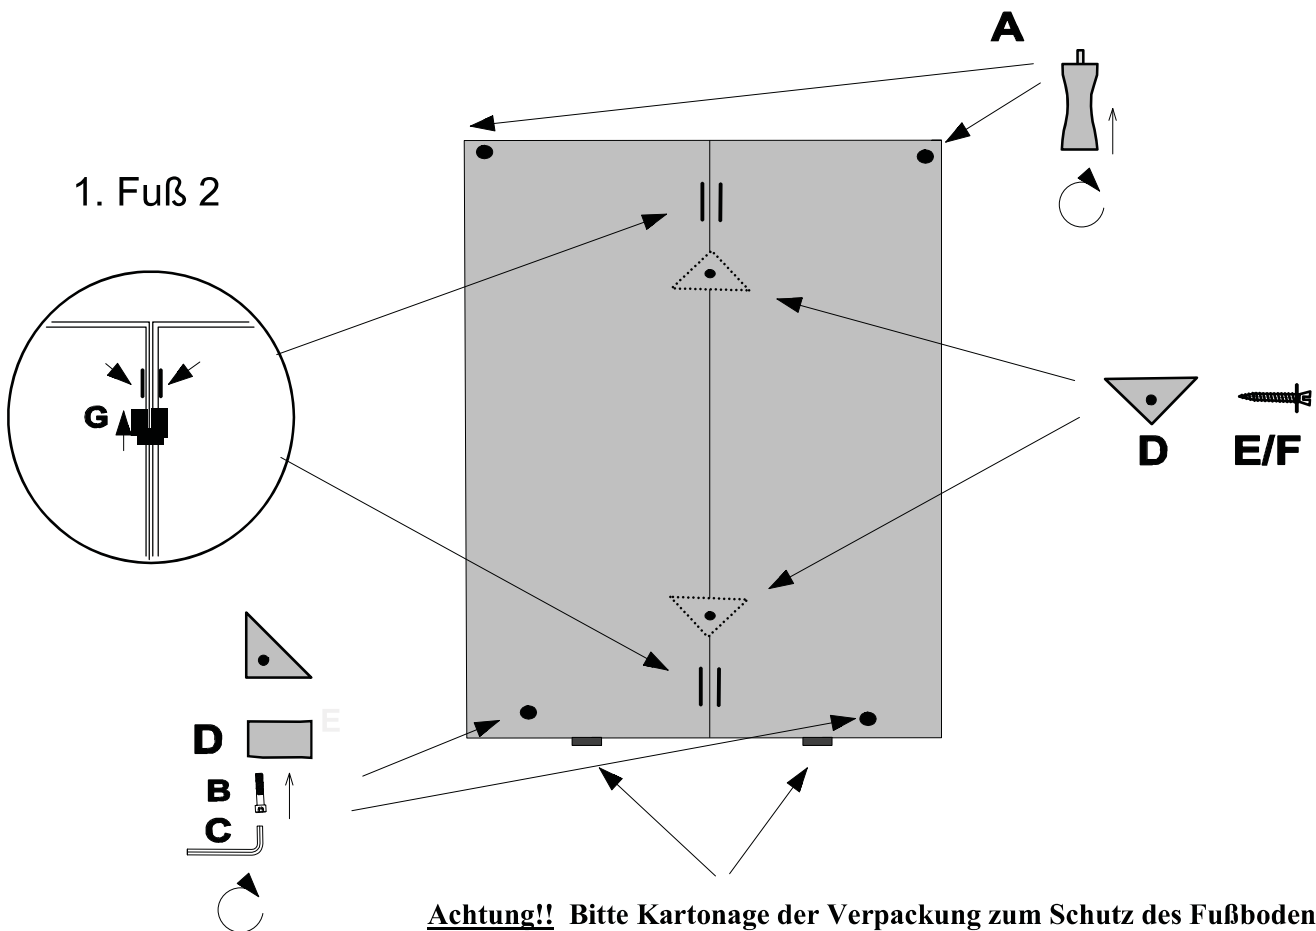 A
1. Fuß 2
G
D
E/F
E
D
B
C
Achtung!! Bitte Kartonage der Verpackung zum Schutz des Fußboden